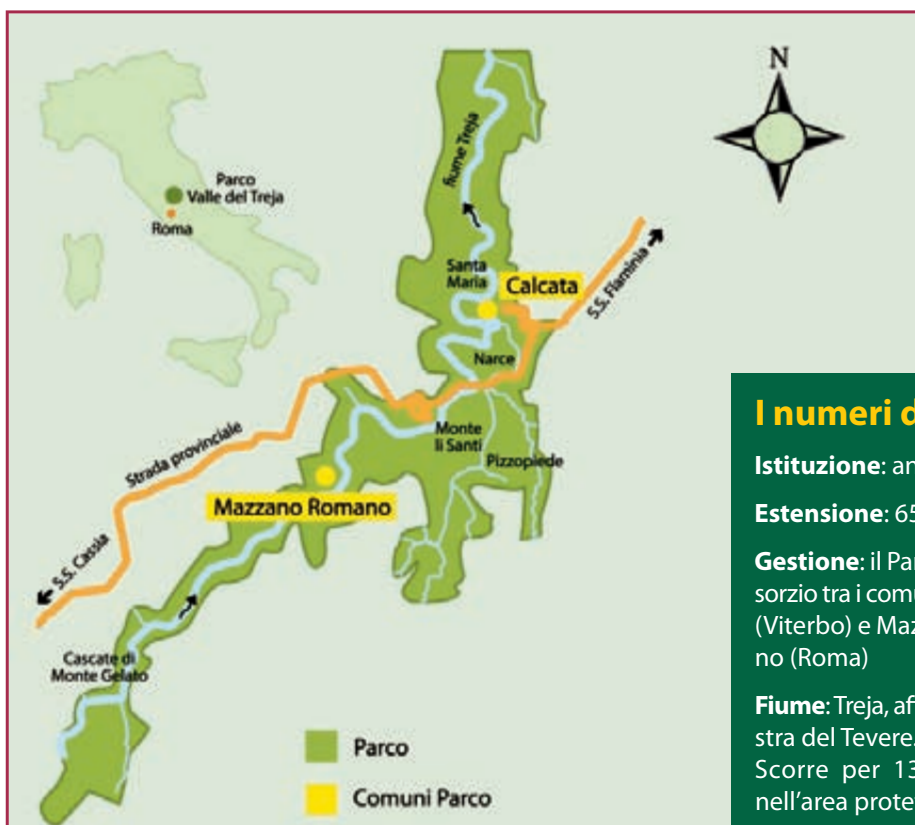 N
Parco
Valle del Treja
Roma
fiume Treja
Santa
Maria
Calcata
S.S. Flaminia
Narce
Strada provinciale
Monte
li Santi
Pizzopiede
Mazzano Romano
S.S. Cassia
Cascate di
Monte Gelato
Parco
Comuni Parco
I numeri d
Istituzione: an
Estensione: 65
Gestione: il Par
sorzio tra i comu
(Viterbo) e Maz
no (Roma)
Fiume: Treja, aff
stra del Tevere.
Scorre per 13
nell'area prote